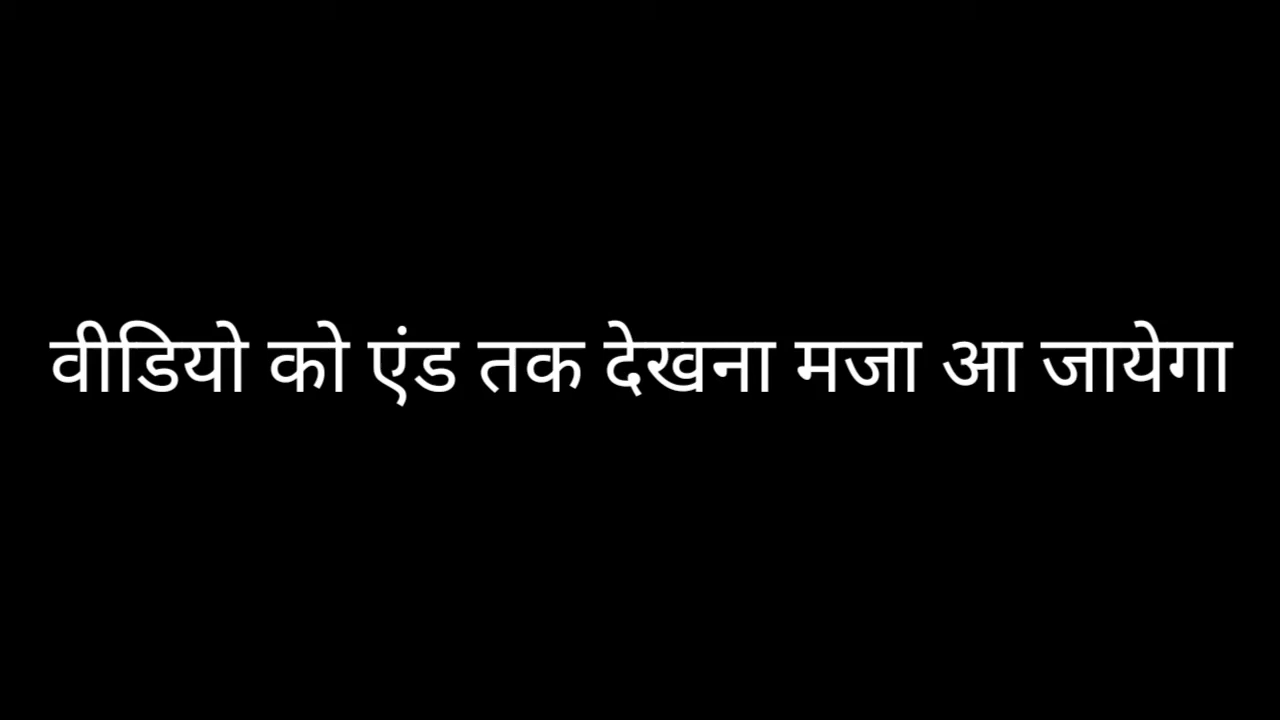 वीडियो को एंड तक देखना मजा आ जायेगा